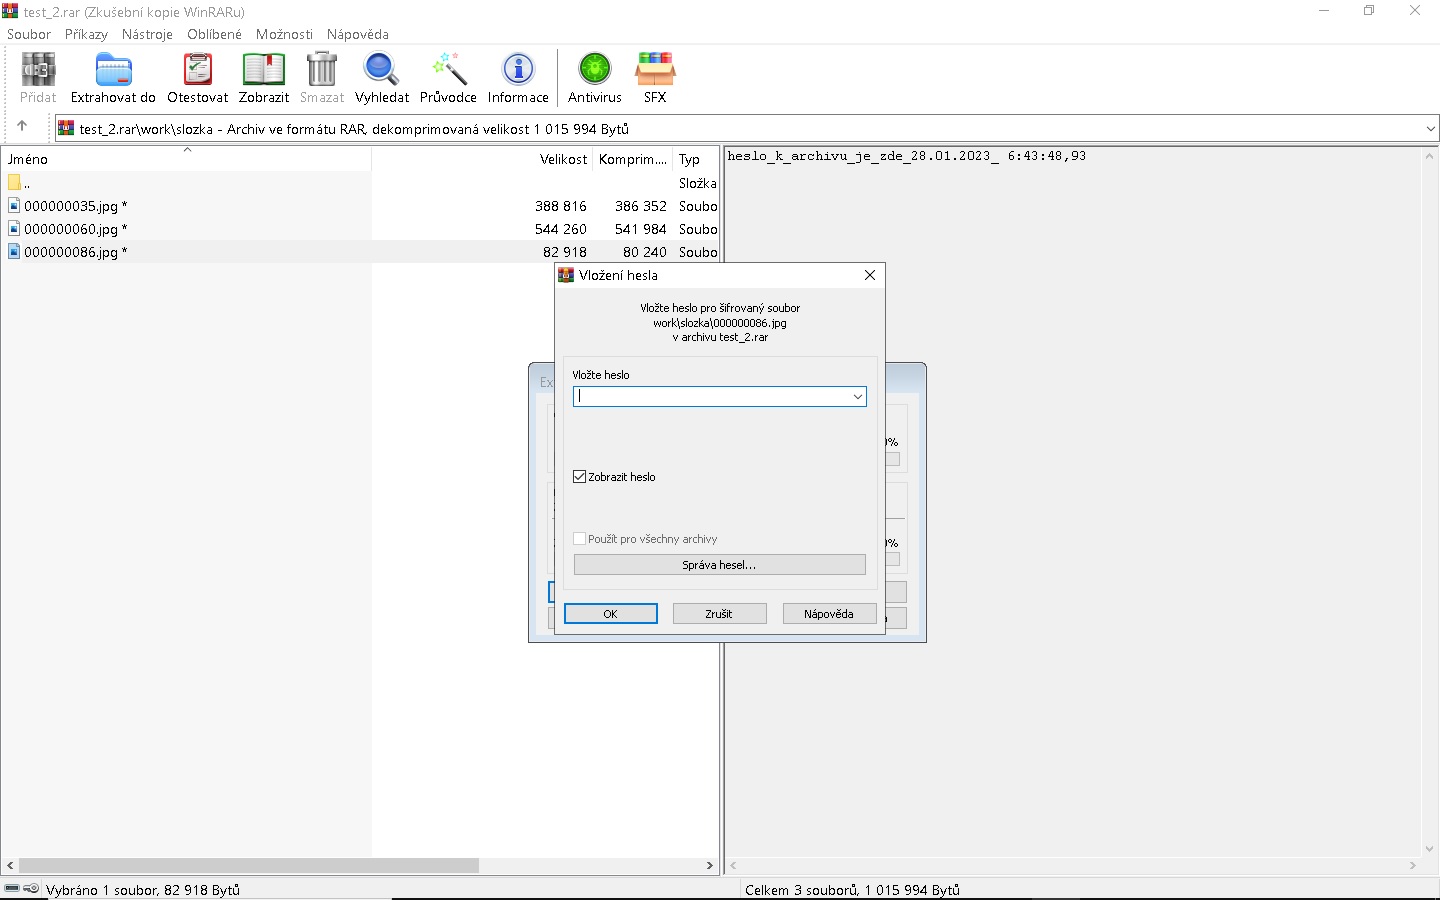 test_2.rar (Zkušební kopie WinRARu)
Soubor Příkazy Nástroje Oblíbené Možnosti Nápověda
Přidat Extrahovat do Otestovat Zobrazit Smazat Vyhledat Průvodce Informace Antivirus SFX
test_2.rar\work\slozka - Archiv ve formátu RAR, dekomprimovaná velikost 1 015 994 Bytů
Jméno Velikost Komprim.... Typ
.. Složka
000000035.jpg * 388 816 386 352 Soubo
000000060.jpg * 544 260 541 984 Soubo
000000086.jpg * 82 918 80 240 Soubo
heslo_k_archivu_je_zde_28.01.2023_ 6:43:48,93
Vložení hesla
Vložte heslo pro šifrovaný soubor
work\slozka\000000086.jpg
v archivu test_2.rar
Vložte heslo
Zobrazit heslo
Použít pro všechny archivy
Správa hesel...
OK Zrušit Nápověda
Vybráno 1 soubor, 82 918 Bytů
Celkem 3 souborů, 1 015 994 Bytů